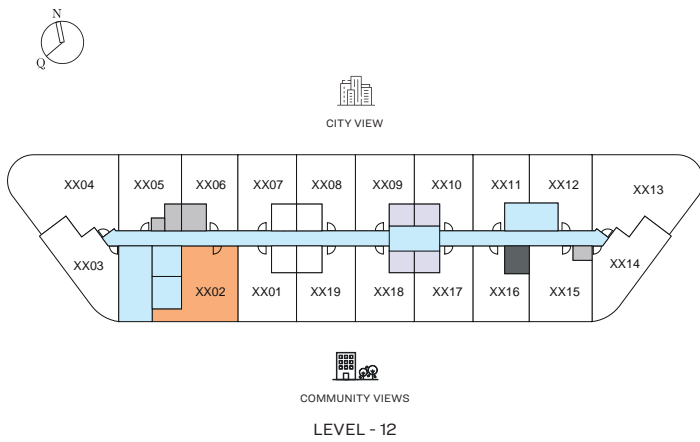 N
Q
CITY VIEW
XX04 XX05 XX06 XX07 XX08 XX09 XX10 XX11 XX12 XX13
XX03 XX02 XX01 XX19 XX18 XX17 XX16 XX15 XX14
COMMUNITY VIEWS
LEVEL - 12